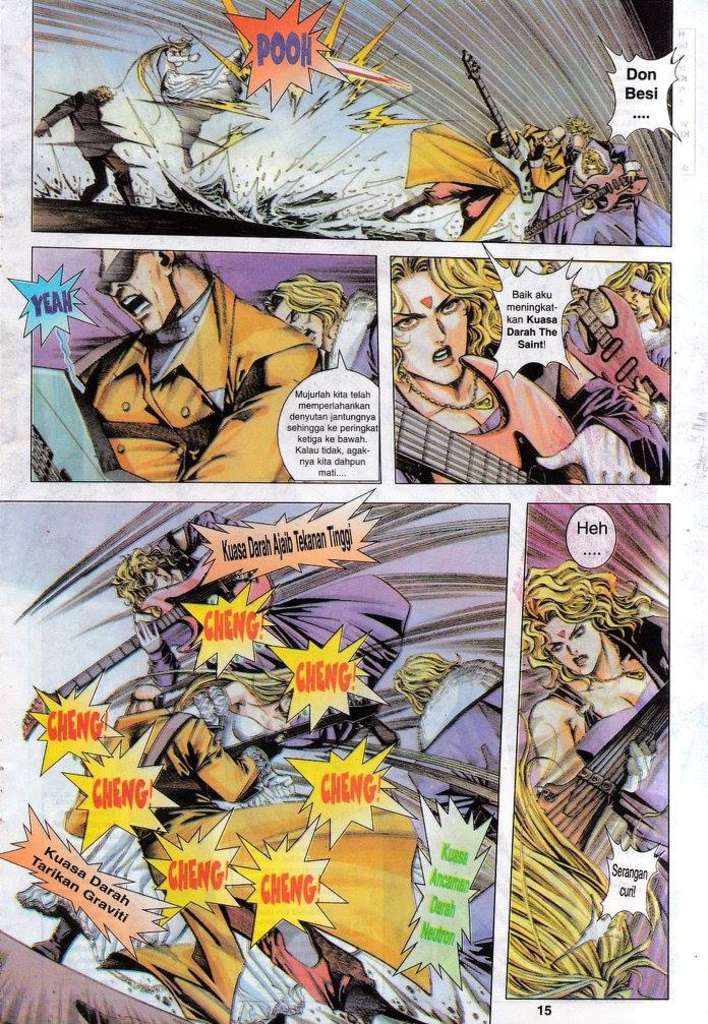 POOH
Don
Besi
....
YEAH
Mujurlah kita telah
memperlahankan
denyutan jantungnya
sehingga ke peringkat
ketiga ke bawah.
Kalau tidak, agak-
nya kita dahpun
mati....
Baik aku
meningkat-
kan Kuasa
Darah The
Saint!
Kuasa Darah Ajaib Tekanan Tinggi
CHENG!
CHENG!
CHENG!
CHENG!
CHENG!
CHENG!
CHENG!
Kuasa Darah
Tarikan Graviti
Kuasa
Ancaman
Darah
Neutron
Heh
....
Serangan
curi!
15